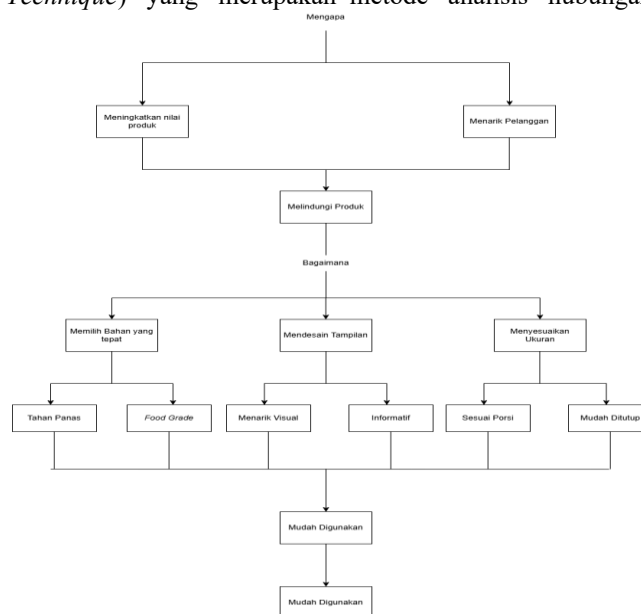 Technique) yang merupakan metode analisis hubungan
Mengapa
Meningkatkan nilai
produk
Menarik Pelanggan
Melindungi Produk
Bagaimana
Memilih Bahan yang
tepat
Mendesain Tampilan
Menyesuaikan
Ukuran
Tahan Panas
Food Grade
Menarik Visual
Informatif
Sesuai Porsi
Mudah Ditutup
Mudah Digunakan
Mudah Digunakan